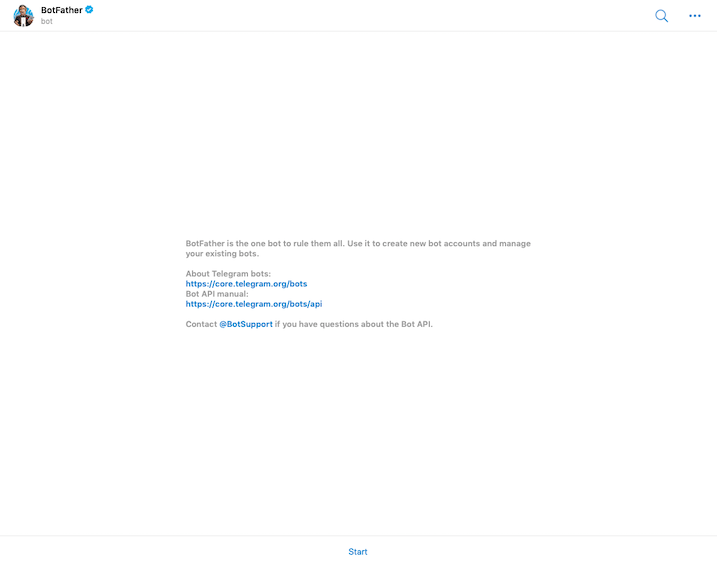 BotFather
bot
BotFather is the one bot to rule them all. Use it to create new bot accounts and manage
your existing bots.
About Telegram bots:
https://core.telegram.org/bots
Bot API manual:
https://core.telegram.org/bots/api
Contact @BotSupport if you have questions about the Bot API.
Start